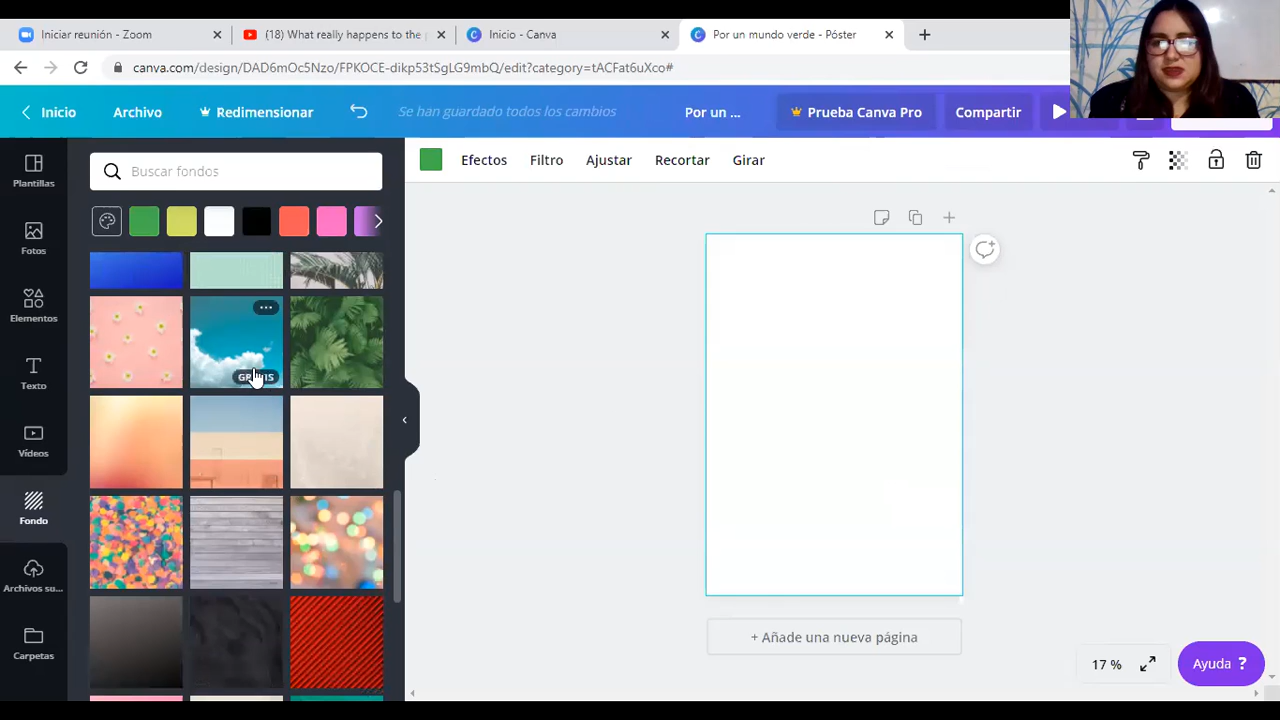 Iniciar reunión - Zoom
(18) What really happens to the p
Inicio - Canva
Por un mundo verde - Póster
canva.com/design/DAD6mOc5Nzo/FPKOCE-dikp53tSgLG9mbQ/edit?category=tACFat6uXco#
Inicio
Archivo
Redimensionar
Se han guardado todos los cambios
Por un ...
Prueba Canva Pro
Compartir
Plantillas
Fotos
Elementos
Texto
Vídeos
Fondo
Archivos su...
Carpetas
Buscar fondos
Efectos
Filtro
Ajustar
Recortar
Girar
+ Añade una nueva página
17 %
Ayuda ?